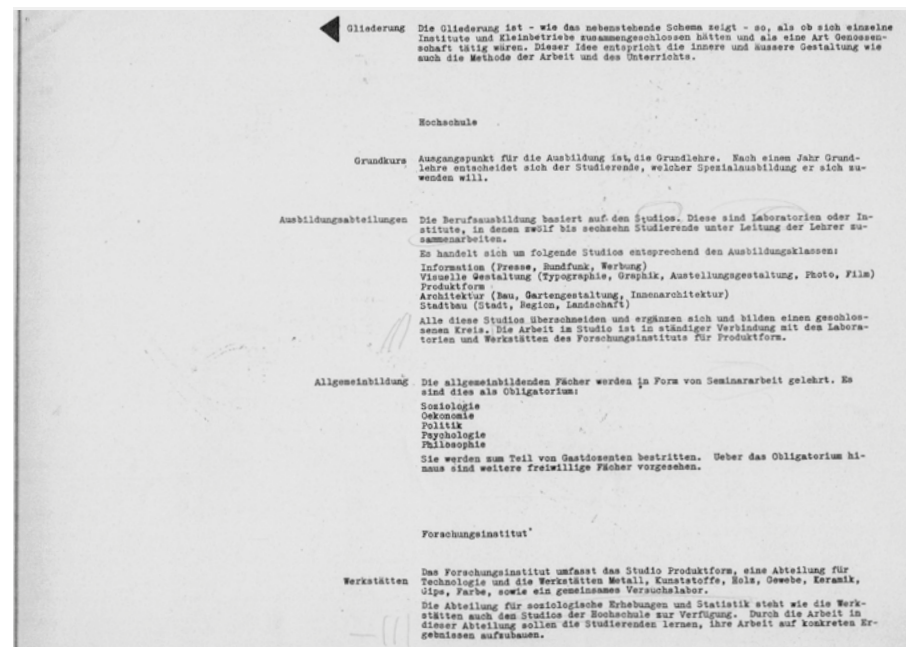 Gliederung Die Gliederung ist - wie das nebenstehende Schema zeigt - so, als ob sich einzelne
Institute und Kleinbetriebe zusammengeschlossen hätten und als eine Art Genossen-
schaft tätig wären. Dieser Idee entspricht die innere und äussere Gestaltung wie
auch die Methode der Arbeit und des Unterrichts.
Hochschule
Grundkurs Ausgangspunkt für die Ausbildung ist, die Grundlehre. Nach einen Jahr Grund-
lehre entscheidet sich der Studierende, welcher Spezialausbildung er sich zu-
wenden will.
Ausbildungsabteilungen Die Berufsausbildung basiert auf den Studios. Diese sind Laboratorien oder In-
stitute, in denen zwölf bis sechzehn Studierende unter Leitung der Lehrer zu-
sammenarbeiten.
Es handelt sich um folgende Studios entsprechend den Ausbildungsklassen:
Information (Presse, Rundfunk, Werbung)
Visuelle Gestaltung (Typographie, Graphik, Austellungsgestaltung, Photo, Film)
Produktform
Architektur (Bau, Gartengestaltung, Innenarchitektur)
Stadtbau (Stadt, Region, Landschaft)
Alle diese Studios überschneiden und ergänzen sich und bilden einen geschlos-
senen Kreis. Die Arbeit im Studio ist in ständiger Verbindung mit den Labora-
torien und Werkstätten des Forschungsinstituts für Produktform.
Allgemeinbildung Die allgemeinbildenden Fächer werden in Form von Seminararbeit gelehrt. Es
sind dies als Obligatorium:
Soziologie
Oekonomie
Politik
Psychologie
Philosophie
Sie werden zum Teil von Gastdozenten bestritten. Ueber das Obligatorium hi-
naus sind weitere freiwillige Fächer vorgesehen.
Forschungsinstitut
Das Forschungsinstitut umfasst das Studio Produktform, eine Abteilung für
Werkstätten Technologie und die Werkstätten Metall, Kunststoffe, Holz, Gewebe, Keramik,
Gips, Farbe, sowie ein gemeinsames Versuchslabor.
Die Abteilung für soziologische Erhebungen und Statistik steht wie die Werk-
stätten auch den Studios der Hochschule zur Verfügung. Durch die Arbeit in
dieser Abteilung sollen die Studierenden lernen, ihre Arbeit auf konkreten Er-
gebnissen aufzubauen.